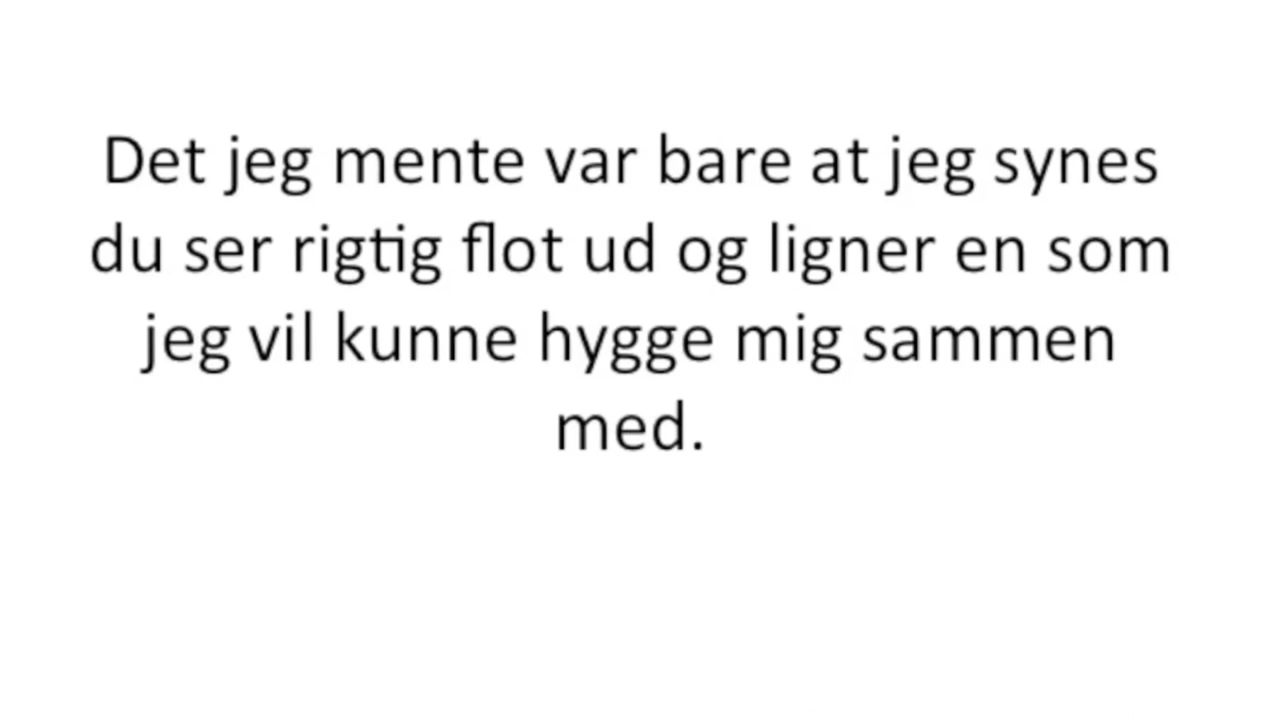 Det jeg mente var bare at jeg synes
du ser rigtig flot ud og ligner en som
jeg vil kunne hygge mig sammen
med.